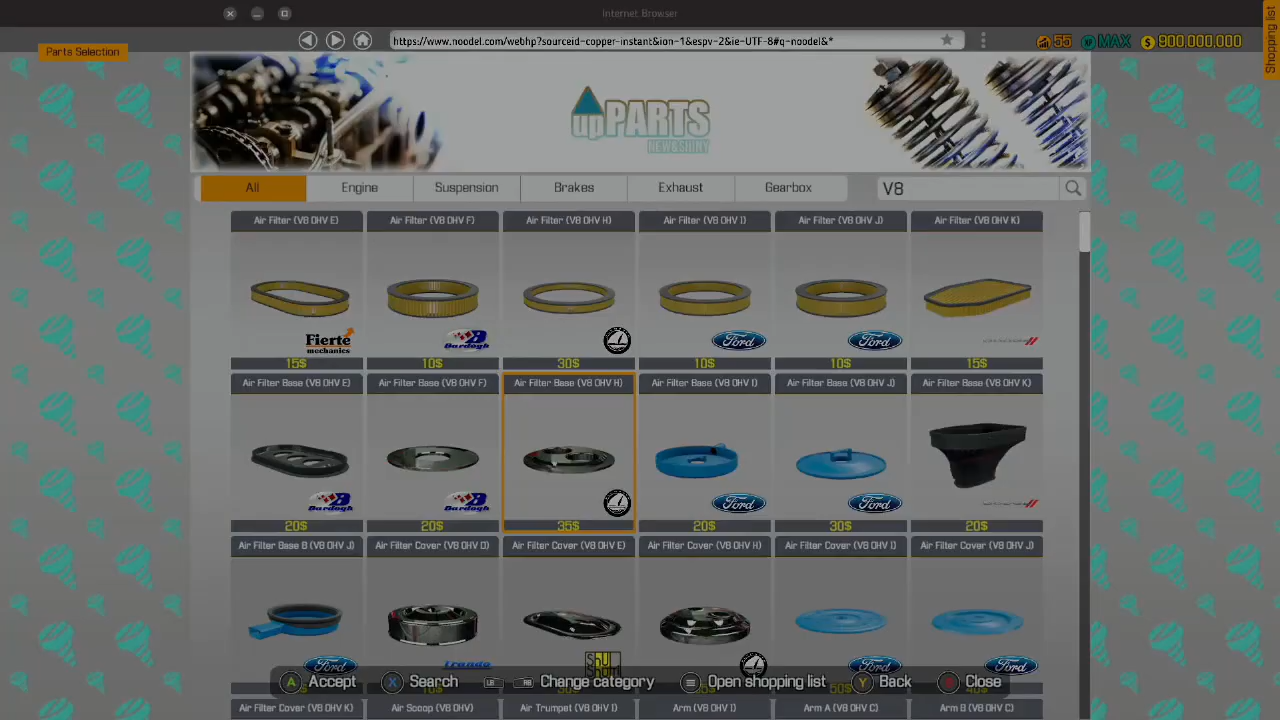 Internet Browser
Parts Selection
https://www.noodel.com/webhp?sourceid-copper-instant&ion-1&espv-2&ie-UTF-8#q-noodel&*
55 MAX $ 900,000,000
Shopping list
upPARTS
NEW&SHINY
All Engine Suspension Brakes Exhaust Gearbox V8
Air Filter (V8 OHV E) Air Filter (V8 OHV F) Air Filter (V8 OHV H) Air Filter (V8 OHV I) Air Filter (V8 OHV J) Air Filter (V8 OHV K)
Fierte mechanics Bardogh Ford Ford
15$ 10$ 30$ 10$ 10$ 15$
Air Filter Base (V8 OHV E) Air Filter Base (V8 OHV F) Air Filter Base (V8 OHV H) Air Filter Base (V8 OHV I) Air Filter Base (V8 OHV J) Air Filter Base (V8 OHV K)
Bardogh Bardogh Ford Ford
20$ 20$ 35$ 20$ 30$ 20$
Air Filter Base B (V8 OHV J) Air Filter Cover (V8 OHV D) Air Filter Cover (V8 OHV E) Air Filter Cover (V8 OHV H) Air Filter Cover (V8 OHV I) Air Filter Cover (V8 OHV J)
Ford Ford Ford
A Accept X Search LB RB Change category Open shopping list Y Back Close
Air Filter Cover (V8 OHV K) Air Scoop (V8 OHV) Air Trumpet (V8 OHV I) Arm (V8 OHV I) Arm A (V8 OHV C) Arm B (V8 OHV C)